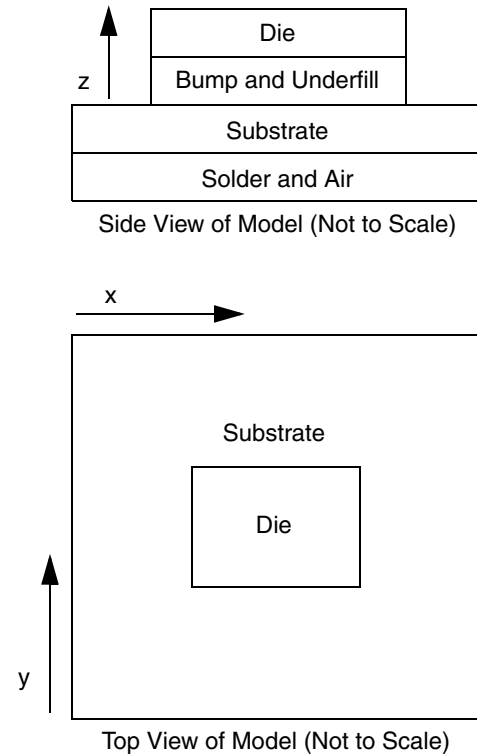 Die
z
Bump and Underfill
Substrate
Solder and Air
Side View of Model (Not to Scale)
x
Substrate
Die
y
Top View of Model (Not to Scale)